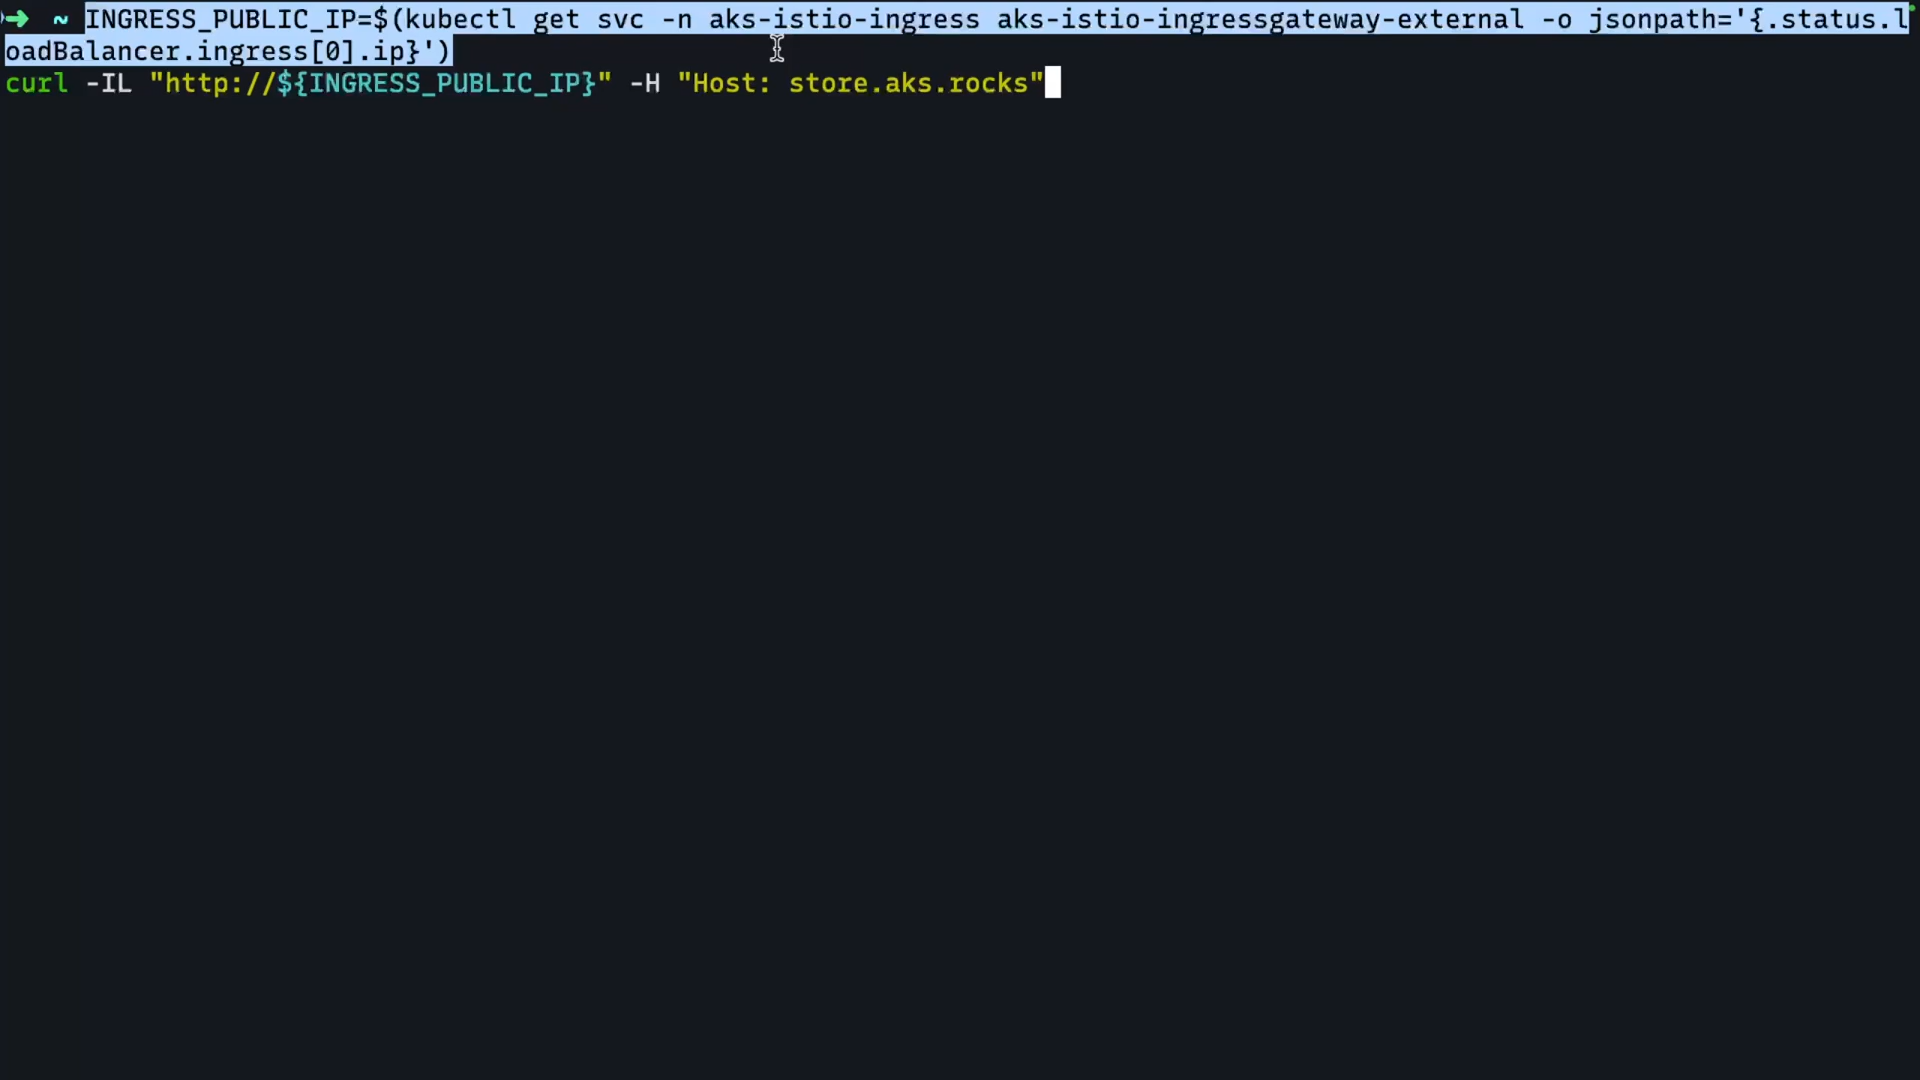 ➜ ~ INGRESS_PUBLIC_IP=$(kubectl get svc -n aks-istio-ingress aks-istio-ingressgateway-external -o jsonpath='{.status.l
oadBalancer.ingress[0].ip}')
curl -IL "http://${INGRESS_PUBLIC_IP}" -H "Host: store.aks.rocks"